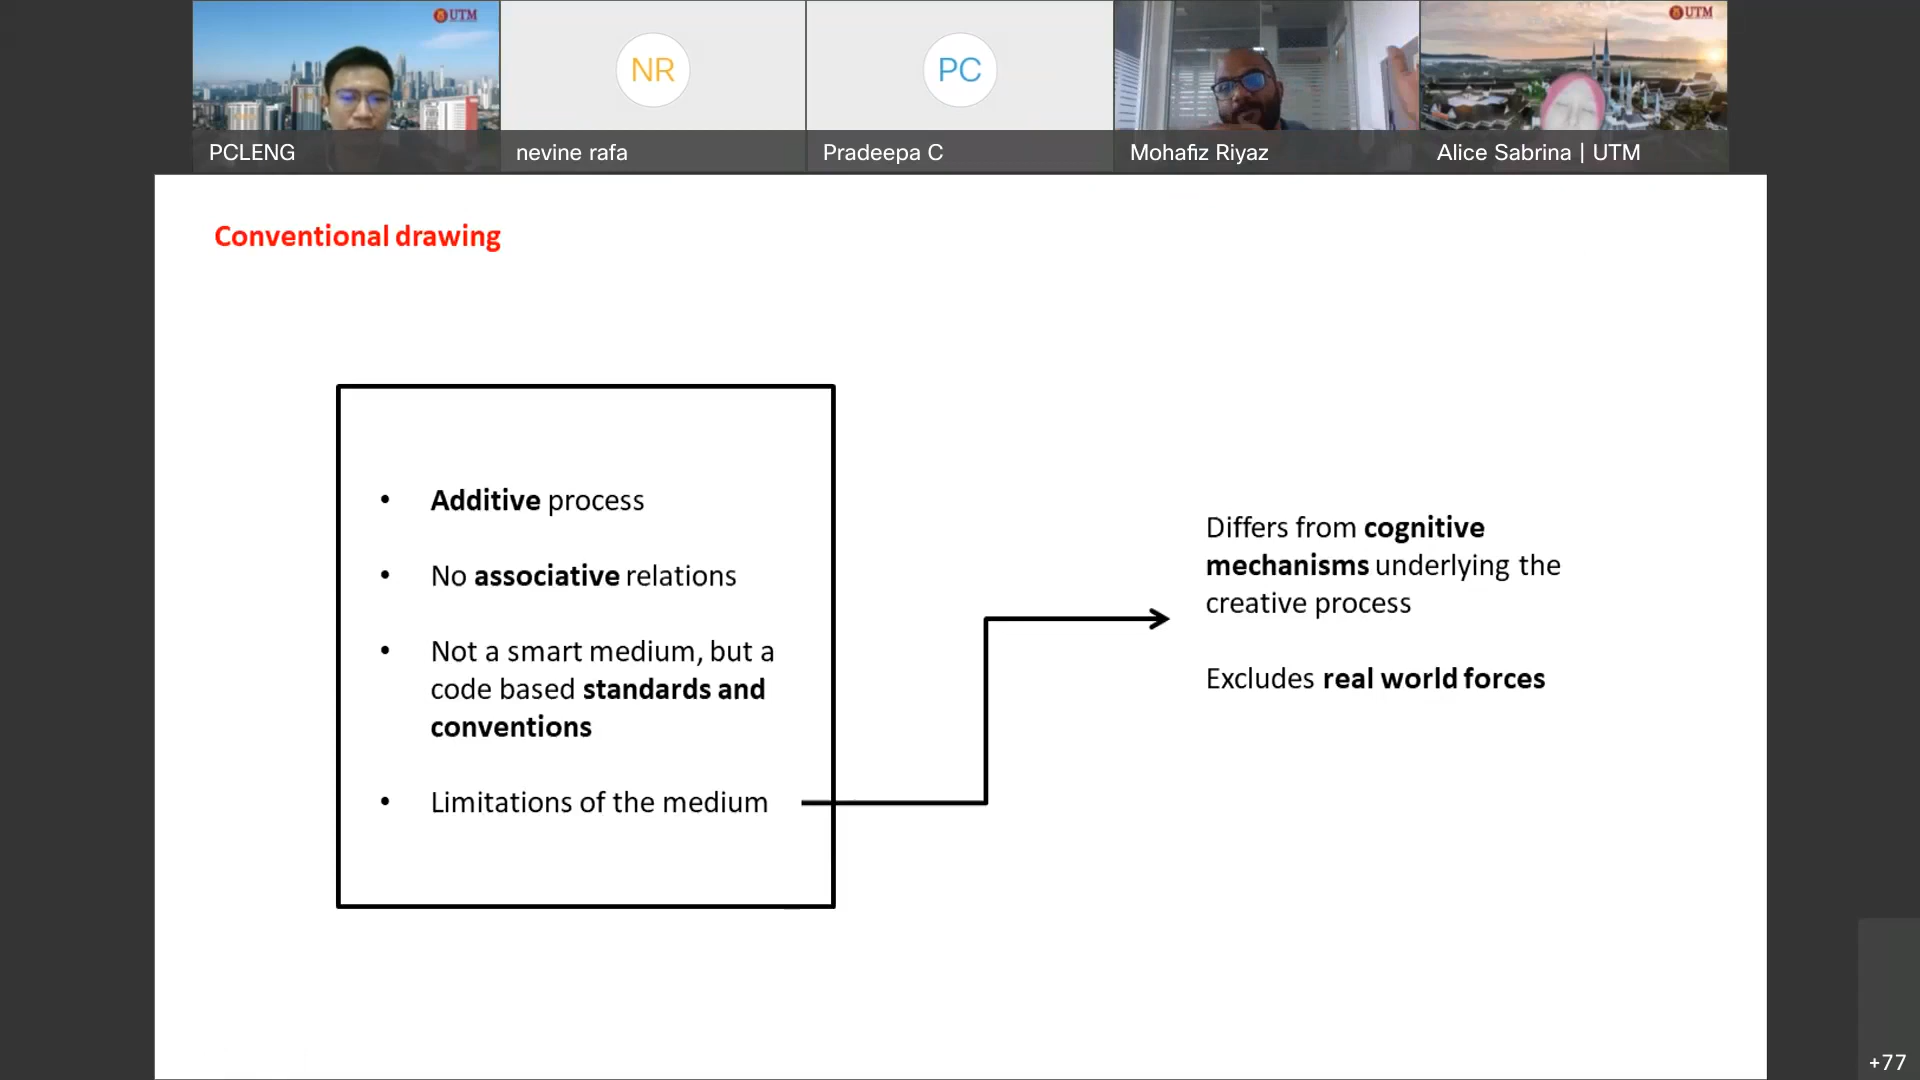 UTM
NR
PC
UTM
PCLENG
nevine rafa
Pradeepa C
Mohafiz Riyaz
Alice Sabrina | UTM
Conventional drawing
• Additive process
• No associative relations
• Not a smart medium, but a
code based standards and
conventions
• Limitations of the medium
Differs from cognitive
mechanisms underlying the
creative process
Excludes real world forces
+77